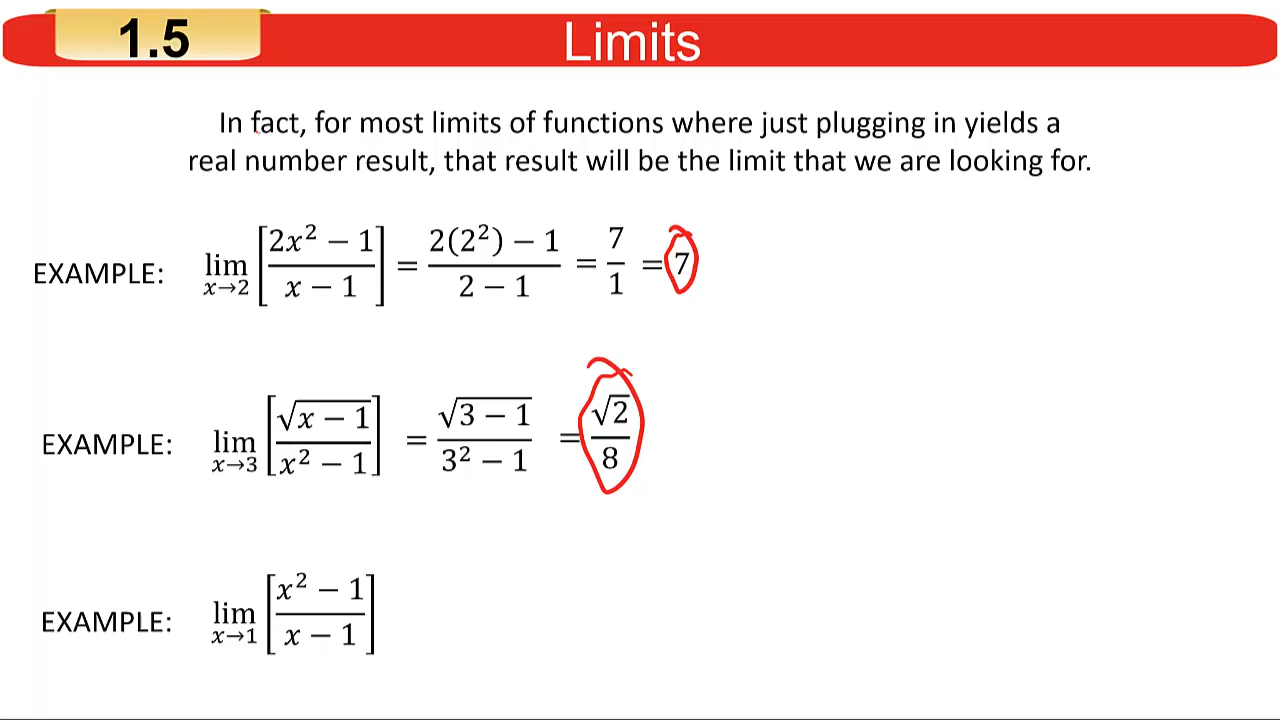 1.5 Limits
In fact, for most limits of functions where just plugging in yields a
real number result, that result will be the limit that we are looking for.
EXAMPLE: lim x→2 [2x² − 1 / x − 1] = 2(2²) − 1 / 2 − 1 = 7/1 = 7
EXAMPLE: lim x→3 [√(x − 1) / x² − 1] = √(3 − 1) / 3² − 1 = √2 / 8
EXAMPLE: lim x→1 [x² − 1 / x − 1]